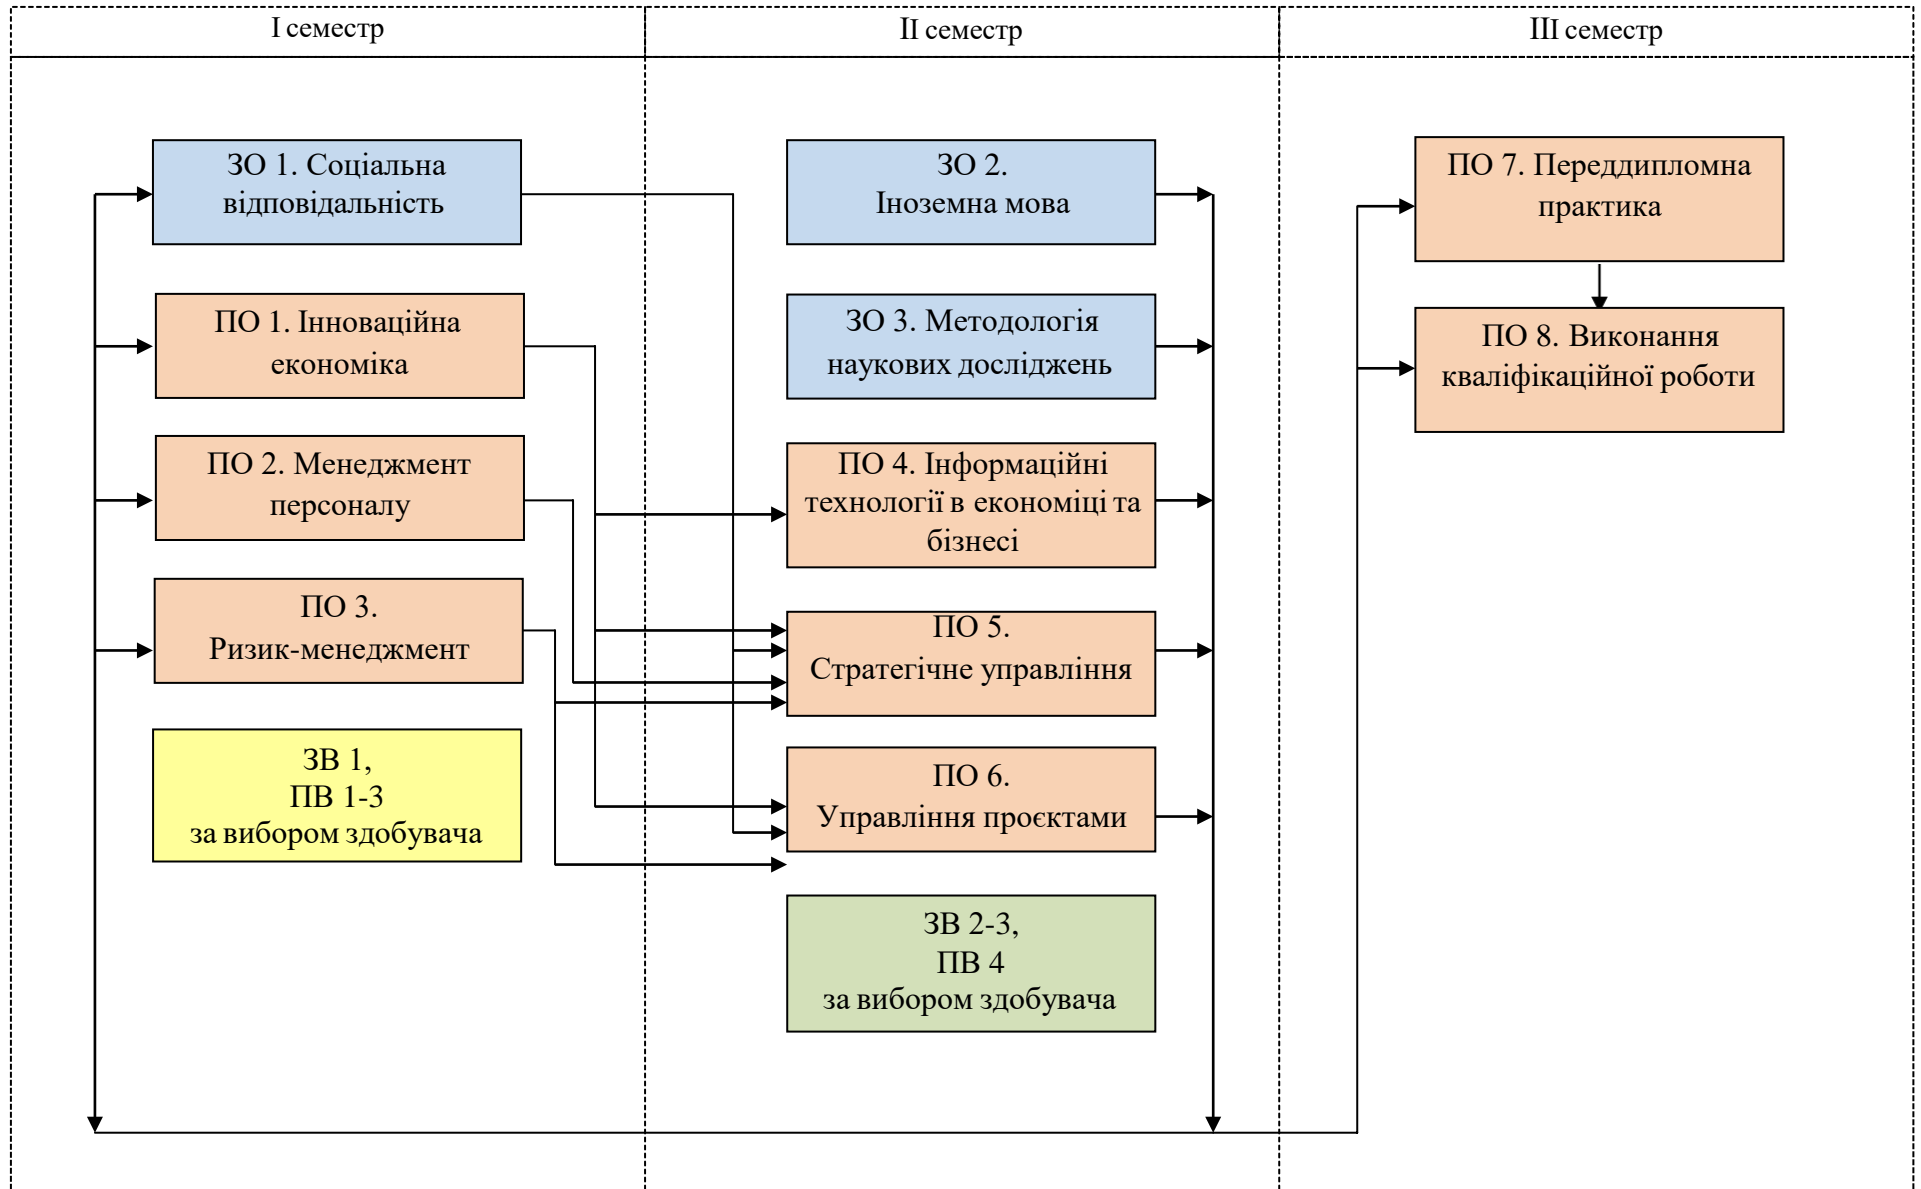 I семестр
II семестр
III семестр
ЗО 1. Соціальна
відповідальність
ПО 1. Інноваційна
економіка
ПО 2. Менеджмент
персоналу
ПО 3.
Ризик-менеджмент
ЗВ 1,
ПВ 1-3
за вибором здобувача
ЗО 2.
Іноземна мова
ЗО 3. Методологія
наукових досліджень
ПО 4. Інформаційні
технології в економіці та
бізнесі
ПО 5.
Стратегічне управління
ПО 6.
Управління проєктами
ЗВ 2-3,
ПВ 4
за вибором здобувача
ПО 7. Переддипломна
практика
ПО 8. Виконання
кваліфікаційної роботи